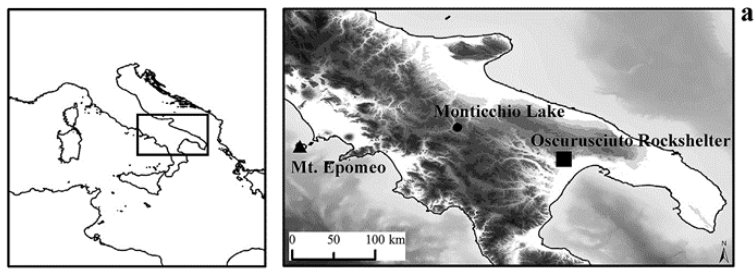 a
Monticchio Lake
Oscurusciuto Rockshelter
Mt. Epomeo
0 50 100 km
N